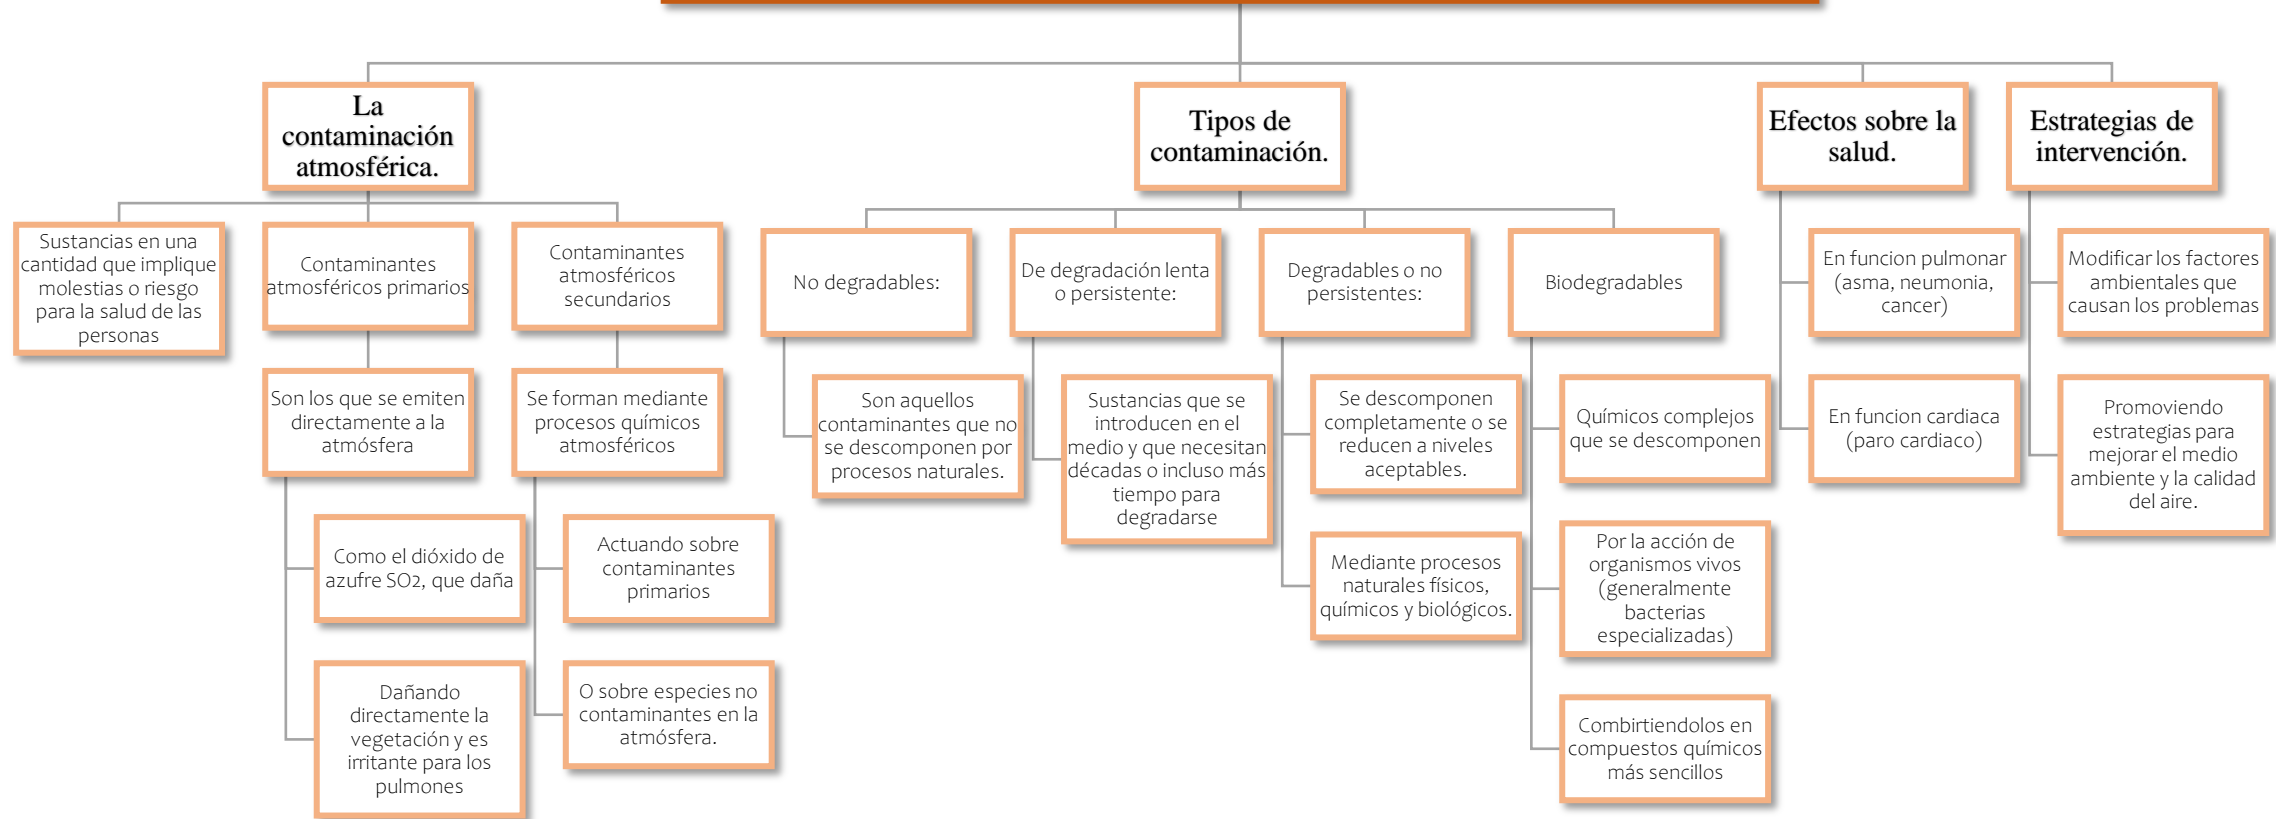 La
contaminación
atmosférica.
Sustancias en una
cantidad que implique
molestias o riesgo
para la salud de las
personas
Contaminantes
atmosféricos primarios
Son los que se emiten
directamente a la
atmósfera
Como el dióxido de
azufre SO2, que daña
Dañando
directamente la
vegetación y es
irritante para los
pulmones
Contaminantes
atmosféricos
secundarios
Se forman mediante
procesos químicos
atmosféricos
Actuando sobre
contaminantes
primarios
O sobre especies no
contaminantes en la
atmósfera.
Tipos de
contaminación.
No degradables:
Son aquellos
contaminantes que no
se descomponen por
procesos naturales.
De degradación lenta
o persistente:
Sustancias que se
introducen en el
medio y que necesitan
décadas o incluso más
tiempo para
degradarse
Degradables o no
persistentes:
Se descomponen
completamente o se
reducen a niveles
aceptables.
Mediante procesos
naturales físicos,
químicos y biológicos.
Biodegradables
Químicos complejos
que se descomponen
Por la acción de
organismos vivos
(generalmente
bacterias
especializadas)
Combirtiendolos en
compuestos químicos
más sencillos
Efectos sobre la
salud.
En funcion pulmonar
(asma, neumonia,
cancer)
En funcion cardiaca
(paro cardiaco)
Estrategias de
intervención.
Modificar los factores
ambientales que
causan los problemas
Promoviendo
estrategias para
mejorar el medio
ambiente y la calidad
del aire.